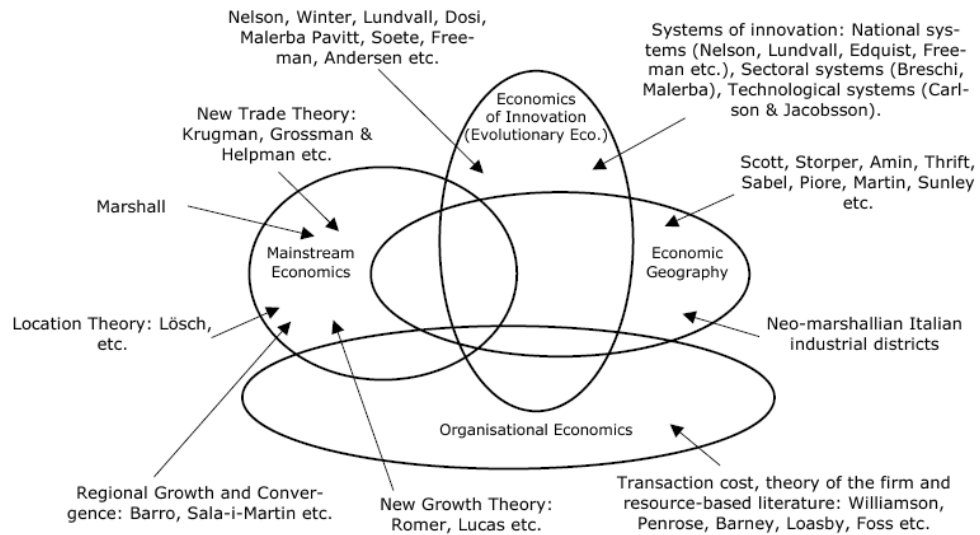 Nelson, Winter, Lundvall, Dosi,
Malerba Pavitt, Soete, Free-
man, Andersen etc.
Systems of innovation: National sys-
tems (Nelson, Lundvall, Edquist, Free-
man etc.), Sectoral systems (Breschi,
Malerba), Technological systems (Carl-
son & Jacobsson).
Economics
of Innovation
(Evolutionary Eco.)
New Trade Theory:
Krugman, Grossman &
Helpman etc.
Scott, Storper, Amin, Thrift,
Sabel, Piore, Martin, Sunley
etc.
Marshall
Mainstream
Economics
Economic
Geography
Location Theory: Lösch,
etc.
Neo-marshallian Italian
industrial districts
Organisational Economics
Regional Growth and Conver-
gence: Barro, Sala-i-Martin etc.
New Growth Theory:
Romer, Lucas etc.
Transaction cost, theory of the firm and
resource-based literature: Williamson,
Penrose, Barney, Loasby, Foss etc.